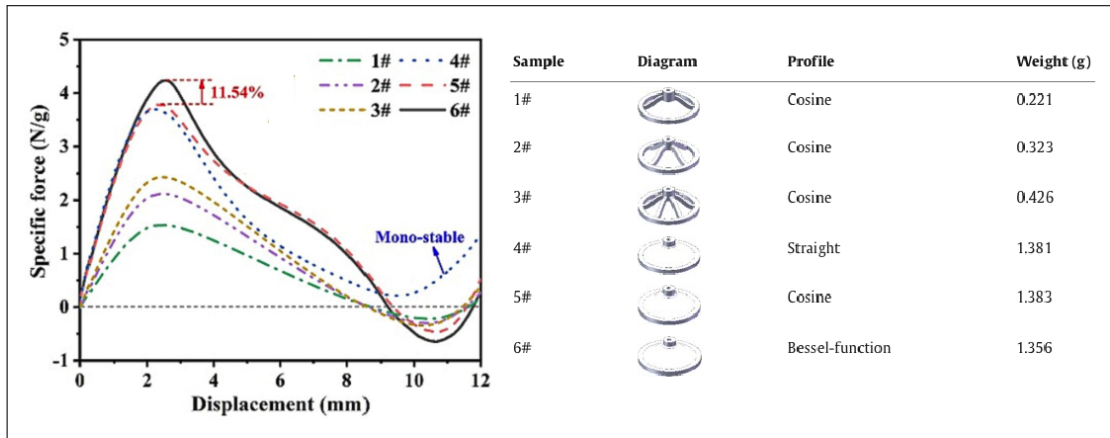 5
4
3
2
1
0
-1
0 2 4 6 8 10 12
Specific force (N/g)
Displacement (mm)
11.54%
1# 4#
2# 5#
3# 6#
Mono-stable
Sample Diagram Profile Weight (g)
1# Cosine 0.221
2# Cosine 0.323
3# Cosine 0.426
4# Straight 1.381
5# Cosine 1.383
6# Bessel-function 1.356